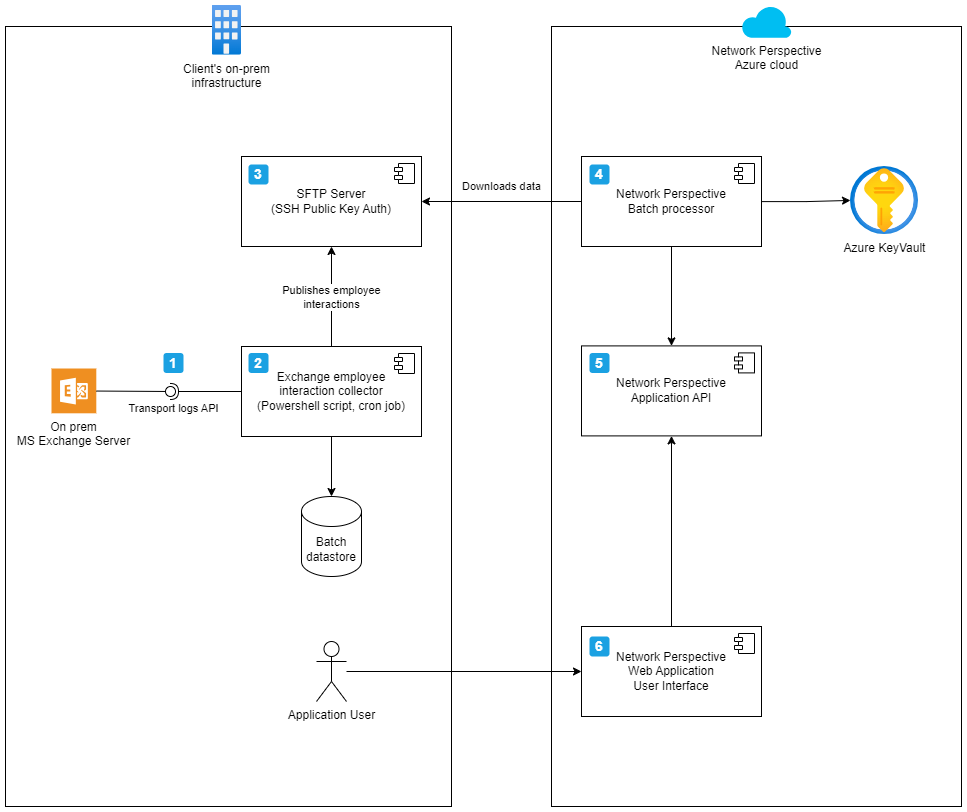 Client's on-prem
infrastructure
Network Perspective
Azure cloud
3
SFTP Server
(SSH Public Key Auth)
Downloads data
4
Network Perspective
Batch processor
Azure KeyVault
Publishes employee
interactions
1
Transport logs API
E
On prem
MS Exchange Server
2
Exchange employee
interaction collector
(Powershell script, cron job)
5
Network Perspective
Application API
Batch
datastore
6
Network Perspective
Web Application
User Interface
Application User